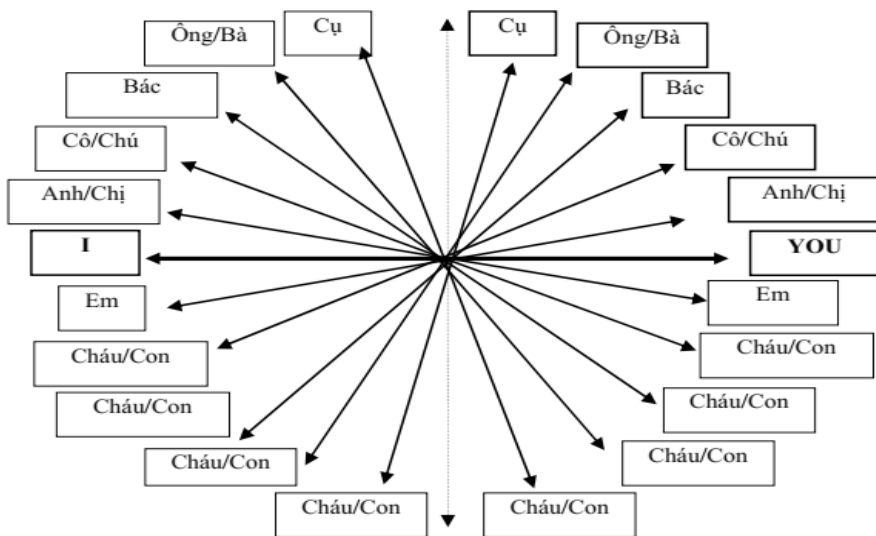 Cụ
Cụ
Ông/Bà
Ông/Bà
Bác
Bác
Cô/Chú
Cô/Chú
Anh/Chị
Anh/Chị
I
YOU
Em
Em
Cháu/Con
Cháu/Con
Cháu/Con
Cháu/Con
Cháu/Con
Cháu/Con
Cháu/Con
Cháu/Con